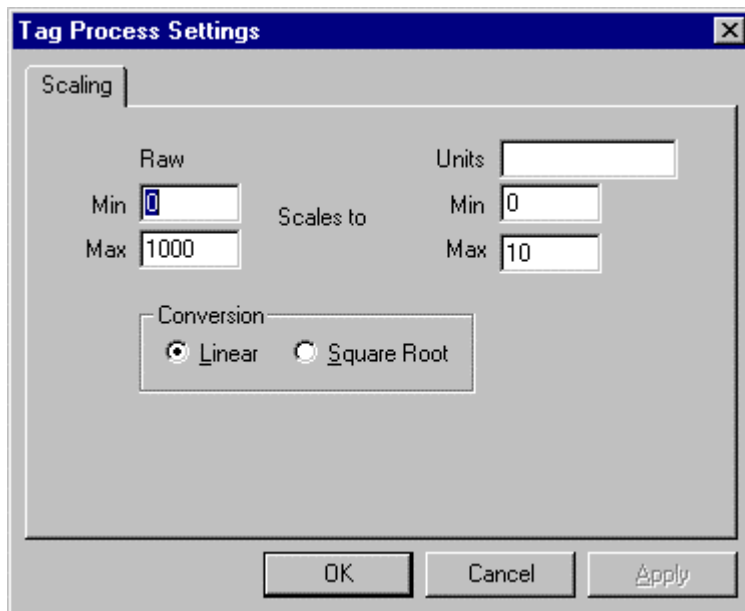 Tag Process Settings
Scaling
Raw Units
Min 0 Scales to Min 0
Max 1000 Max 10
Conversion
Linear Square Root
OK Cancel Apply